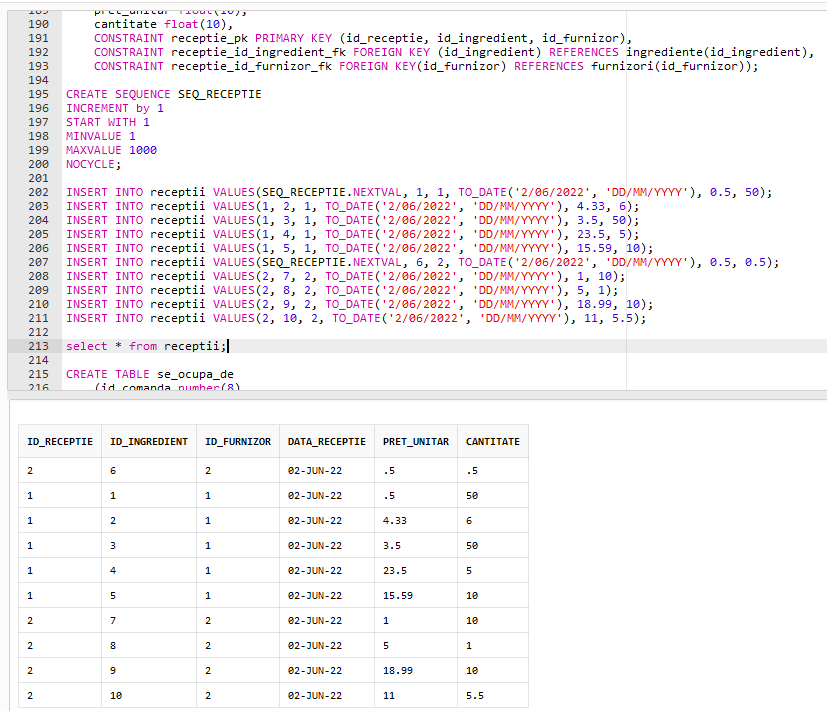 190 cantitate float(10),
191 CONSTRAINT receptie_pk PRIMARY KEY (id_receptie, id_ingredient, id_furnizor),
192 CONSTRAINT receptie_id_ingredient_fk FOREIGN KEY (id_ingredient) REFERENCES ingrediente(id_ingredient),
193 CONSTRAINT receptie_id_furnizor_fk FOREIGN KEY(id_furnizor) REFERENCES furnizori(id_furnizor));
194
195 CREATE SEQUENCE SEQ_RECEPTIE
196 INCREMENT by 1
197 START WITH 1
198 MINVALUE 1
199 MAXVALUE 1000
200 NOCYCLE;
201
202 INSERT INTO receptii VALUES(SEQ_RECEPTIE.NEXTVAL, 1, 1, TO_DATE('2/06/2022', 'DD/MM/YYYY'), 0.5, 50);
203 INSERT INTO receptii VALUES(1, 2, 1, TO_DATE('2/06/2022', 'DD/MM/YYYY'), 4.33, 6);
204 INSERT INTO receptii VALUES(1, 3, 1, TO_DATE('2/06/2022', 'DD/MM/YYYY'), 3.5, 50);
205 INSERT INTO receptii VALUES(1, 4, 1, TO_DATE('2/06/2022', 'DD/MM/YYYY'), 23.5, 5);
206 INSERT INTO receptii VALUES(1, 5, 1, TO_DATE('2/06/2022', 'DD/MM/YYYY'), 15.59, 10);
207 INSERT INTO receptii VALUES(SEQ_RECEPTIE.NEXTVAL, 6, 2, TO_DATE('2/06/2022', 'DD/MM/YYYY'), 0.5, 0.5);
208 INSERT INTO receptii VALUES(2, 7, 2, TO_DATE('2/06/2022', 'DD/MM/YYYY'), 1, 10);
209 INSERT INTO receptii VALUES(2, 8, 2, TO_DATE('2/06/2022', 'DD/MM/YYYY'), 5, 1);
210 INSERT INTO receptii VALUES(2, 9, 2, TO_DATE('2/06/2022', 'DD/MM/YYYY'), 18.99, 10);
211 INSERT INTO receptii VALUES(2, 10, 2, TO_DATE('2/06/2022', 'DD/MM/YYYY'), 11, 5.5);
212
213 select * from receptii;
214
215 CREATE TABLE se_ocupa_de
216 (id_comanda number(8)
ID_RECEPTIE ID_INGREDIENT ID_FURNIZOR DATA_RECEPTIE PRET_UNITAR CANTITATE
2 6 2 02-JUN-22 .5 .5
1 1 1 02-JUN-22 .5 50
1 2 1 02-JUN-22 4.33 6
1 3 1 02-JUN-22 3.5 50
1 4 1 02-JUN-22 23.5 5
1 5 1 02-JUN-22 15.59 10
2 7 2 02-JUN-22 1 10
2 8 2 02-JUN-22 5 1
2 9 2 02-JUN-22 18.99 10
2 10 2 02-JUN-22 11 5.5